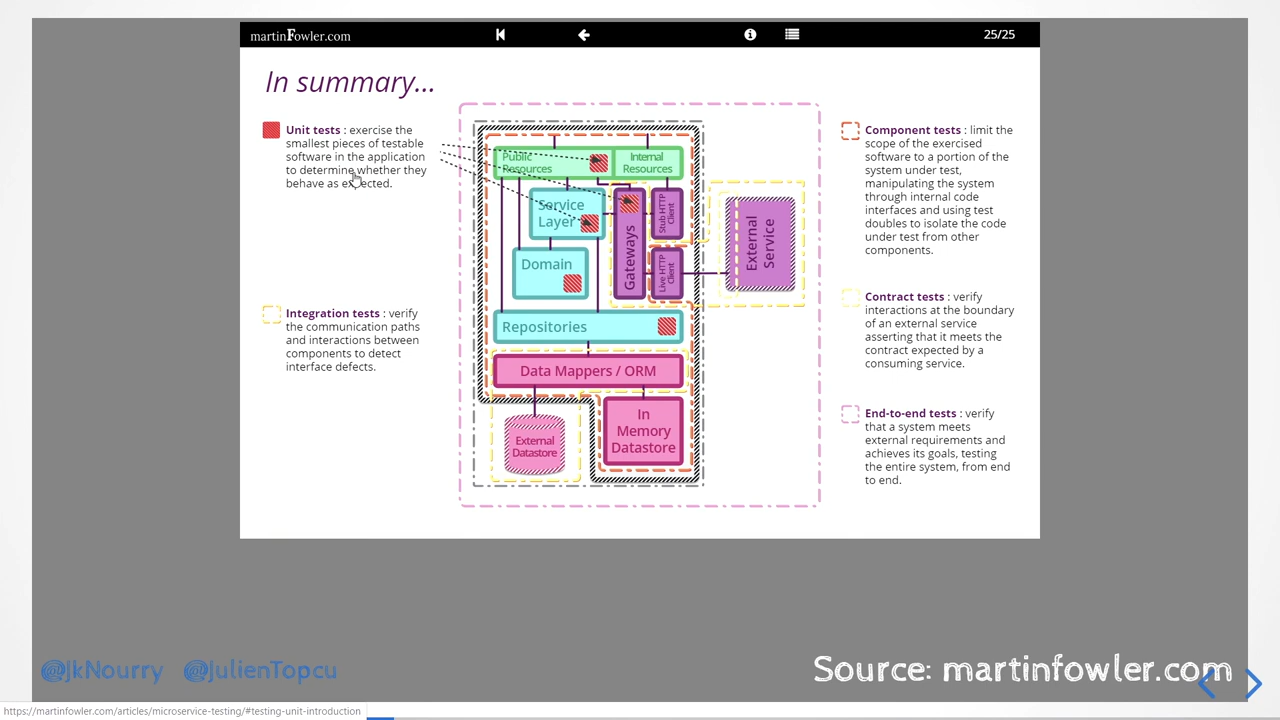 martinFowler.com
25/25
In summary...
Unit tests : exercise the
smallest pieces of testable
software in the application
to determine whether they
behave as expected.
Integration tests : verify
the communication paths
and interactions between
components to detect
interface defects.
Public
Resources
Internal
Resources
Service
Layer
Domain
Gateways
Stub HTTP
Client
Live HTTP
Client
External
Service
Repositories
Data Mappers / ORM
External
Datastore
In
Memory
Datastore
Component tests : limit the
scope of the exercised
software to a portion of the
system under test,
manipulating the system
through internal code
interfaces and using test
doubles to isolate the code
under test from other
components.
Contract tests : verify
interactions at the boundary
of an external service
asserting that it meets the
contract expected by a
consuming service.
End-to-end tests : verify
that a system meets
external requirements and
achieves its goals, testing
the entire system, from end
to end.
@JkNourry @JulienTopcu
Source: martinfowler.com
https://martinfowler.com/articles/microservice-testing/#testing-unit-introduction